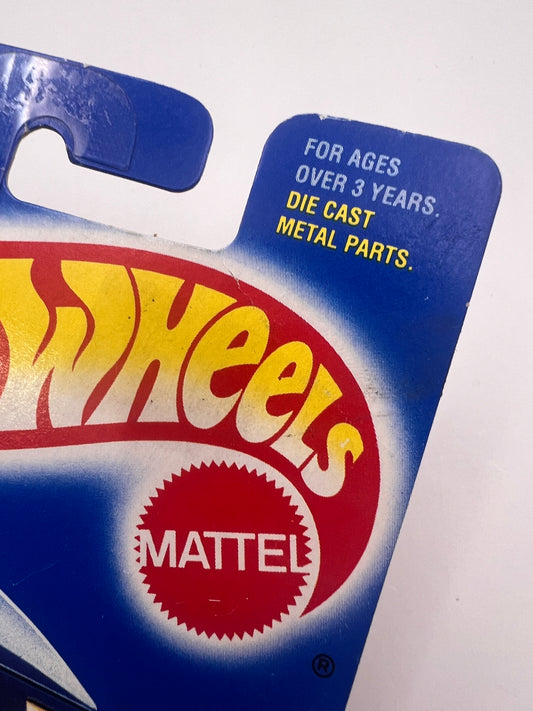 FOR AGES
OVER 3 YEARS.
DIE CAST
METAL PARTS.
WHEELS
MATTEL
®